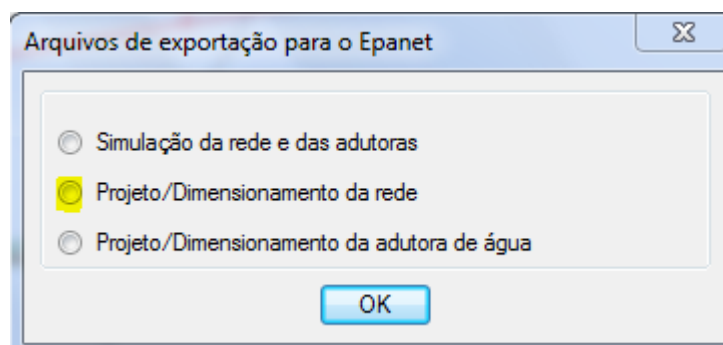 Arquivos de exportação para o Epanet
Simulação da rede e das adutoras
Projeto/Dimensionamento da rede
Projeto/Dimensionamento da adutora de água
OK